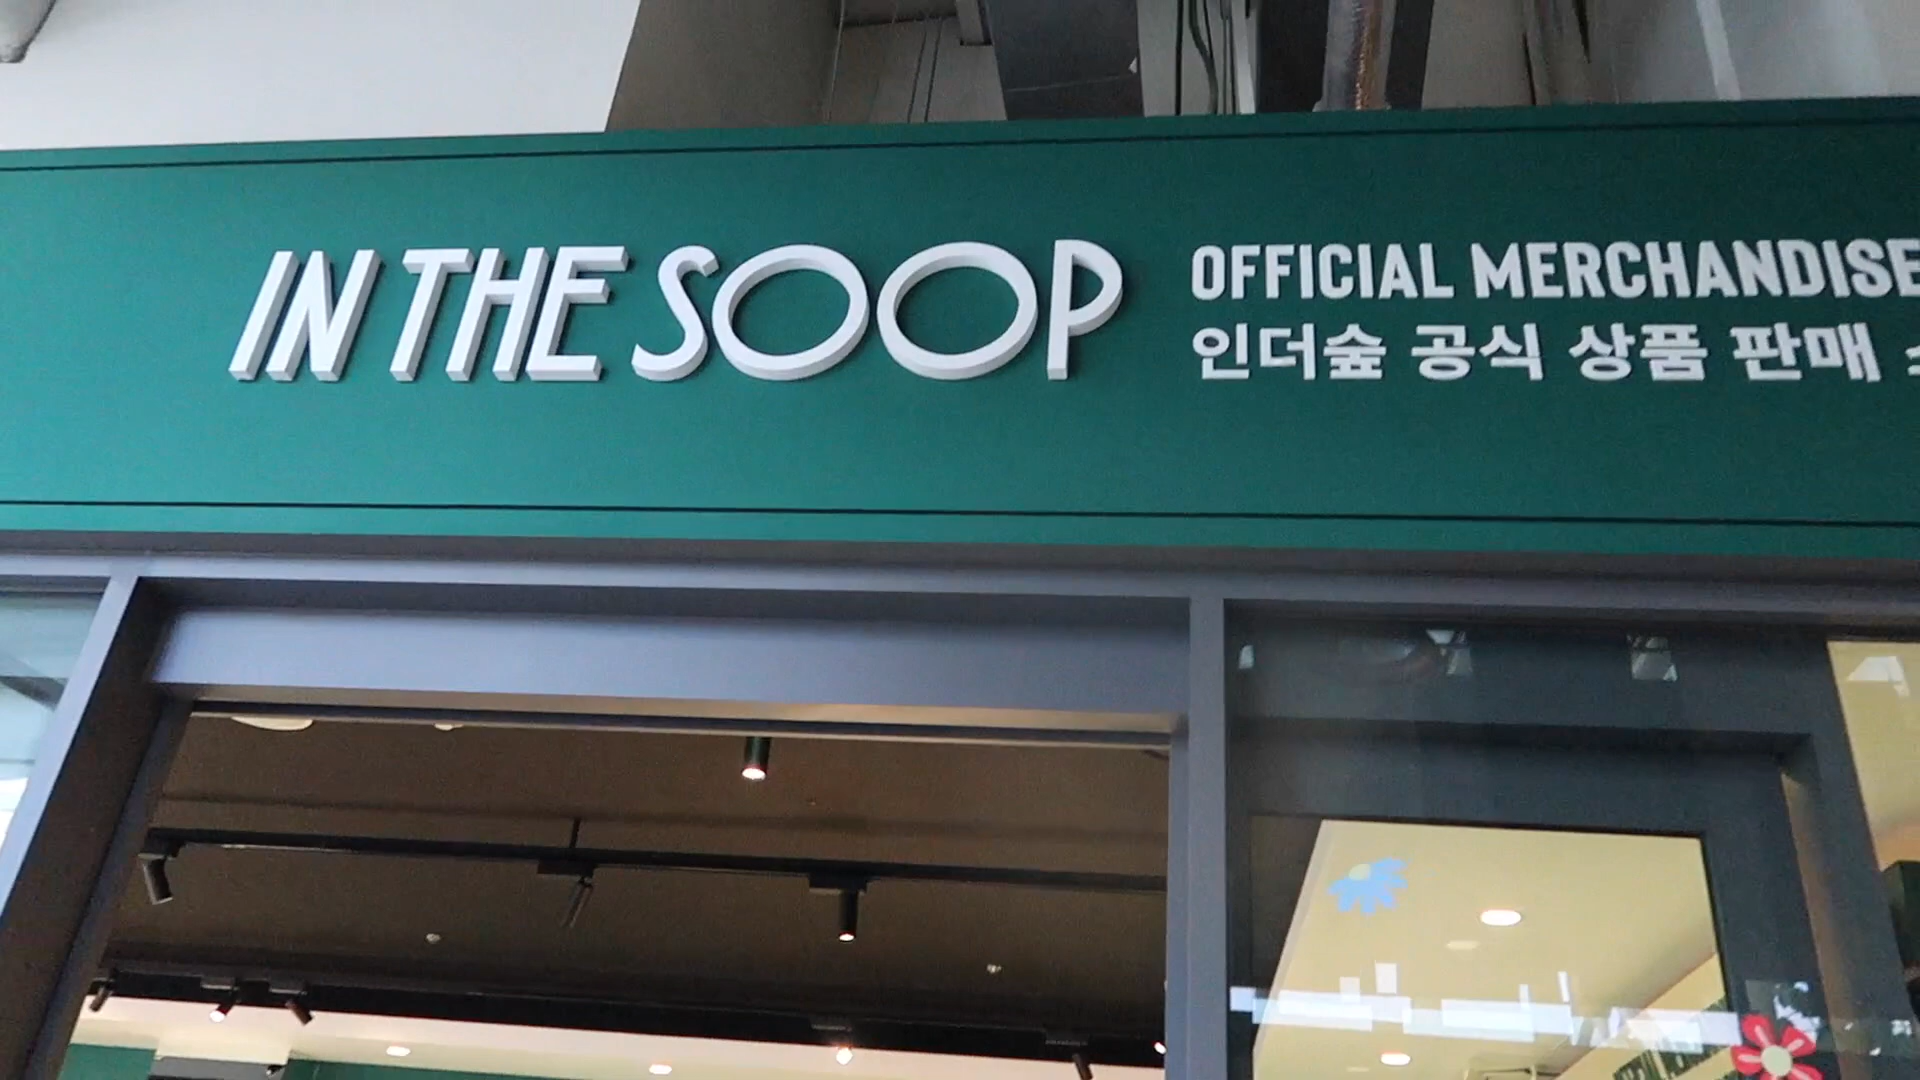 IN THE SOOP
OFFICIAL MERCHANDISE
인더숲 공식 상품 판매